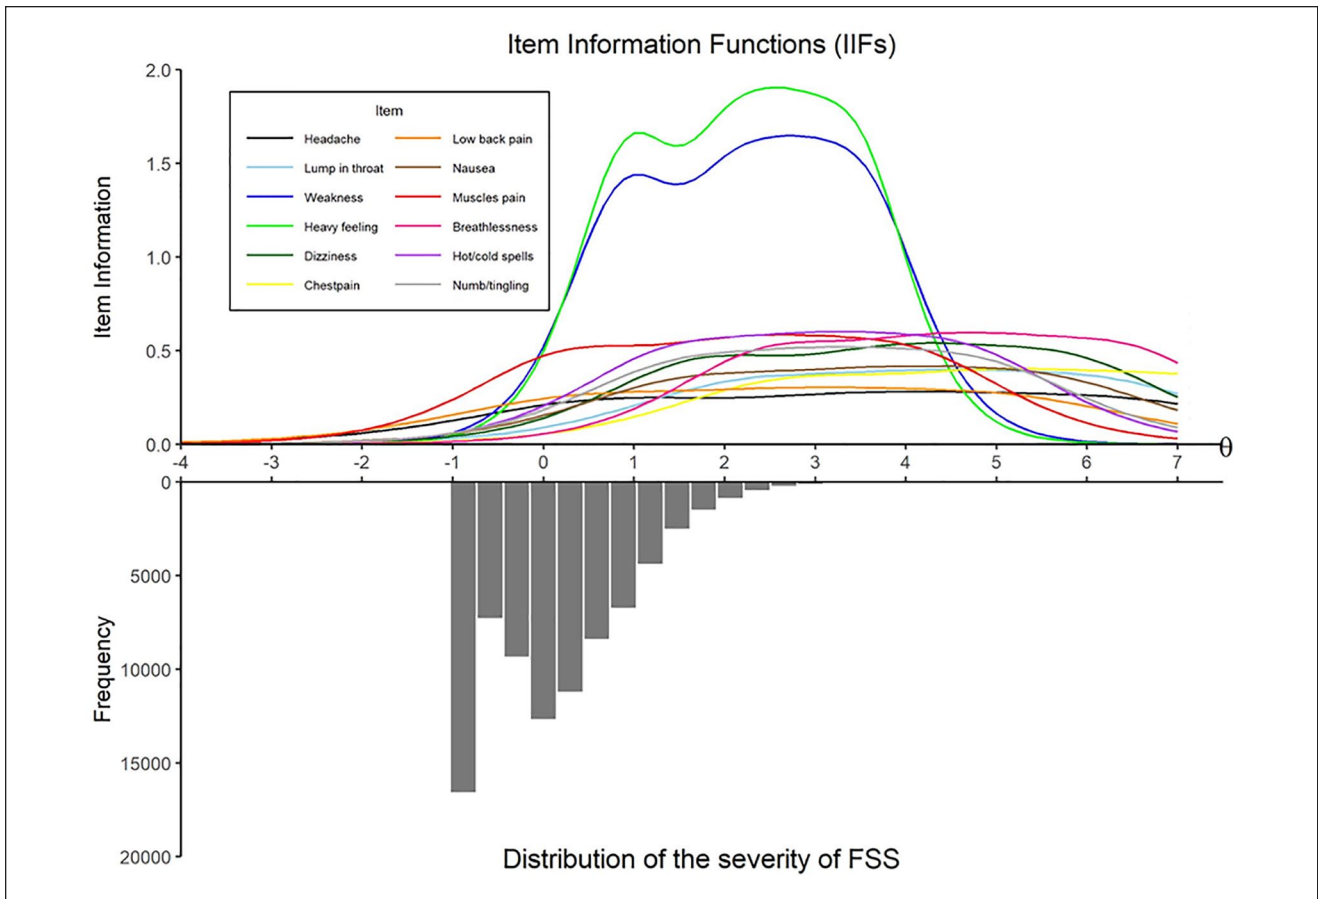 Item Information Functions (IIFs)
2.0
1.5
1.0
0.5
0.0
Item Information
Item
Headache
Low back pain
Lump in throat
Nausea
Weakness
Muscles pain
Heavy feeling
Breathlessness
Dizziness
Hot/cold spells
Chestpain
Numb/tingling
-4 -3 -2 -1 0 1 2 3 4 5 6 7 θ
0
5000
10000
15000
20000
Frequency
Distribution of the severity of FSS